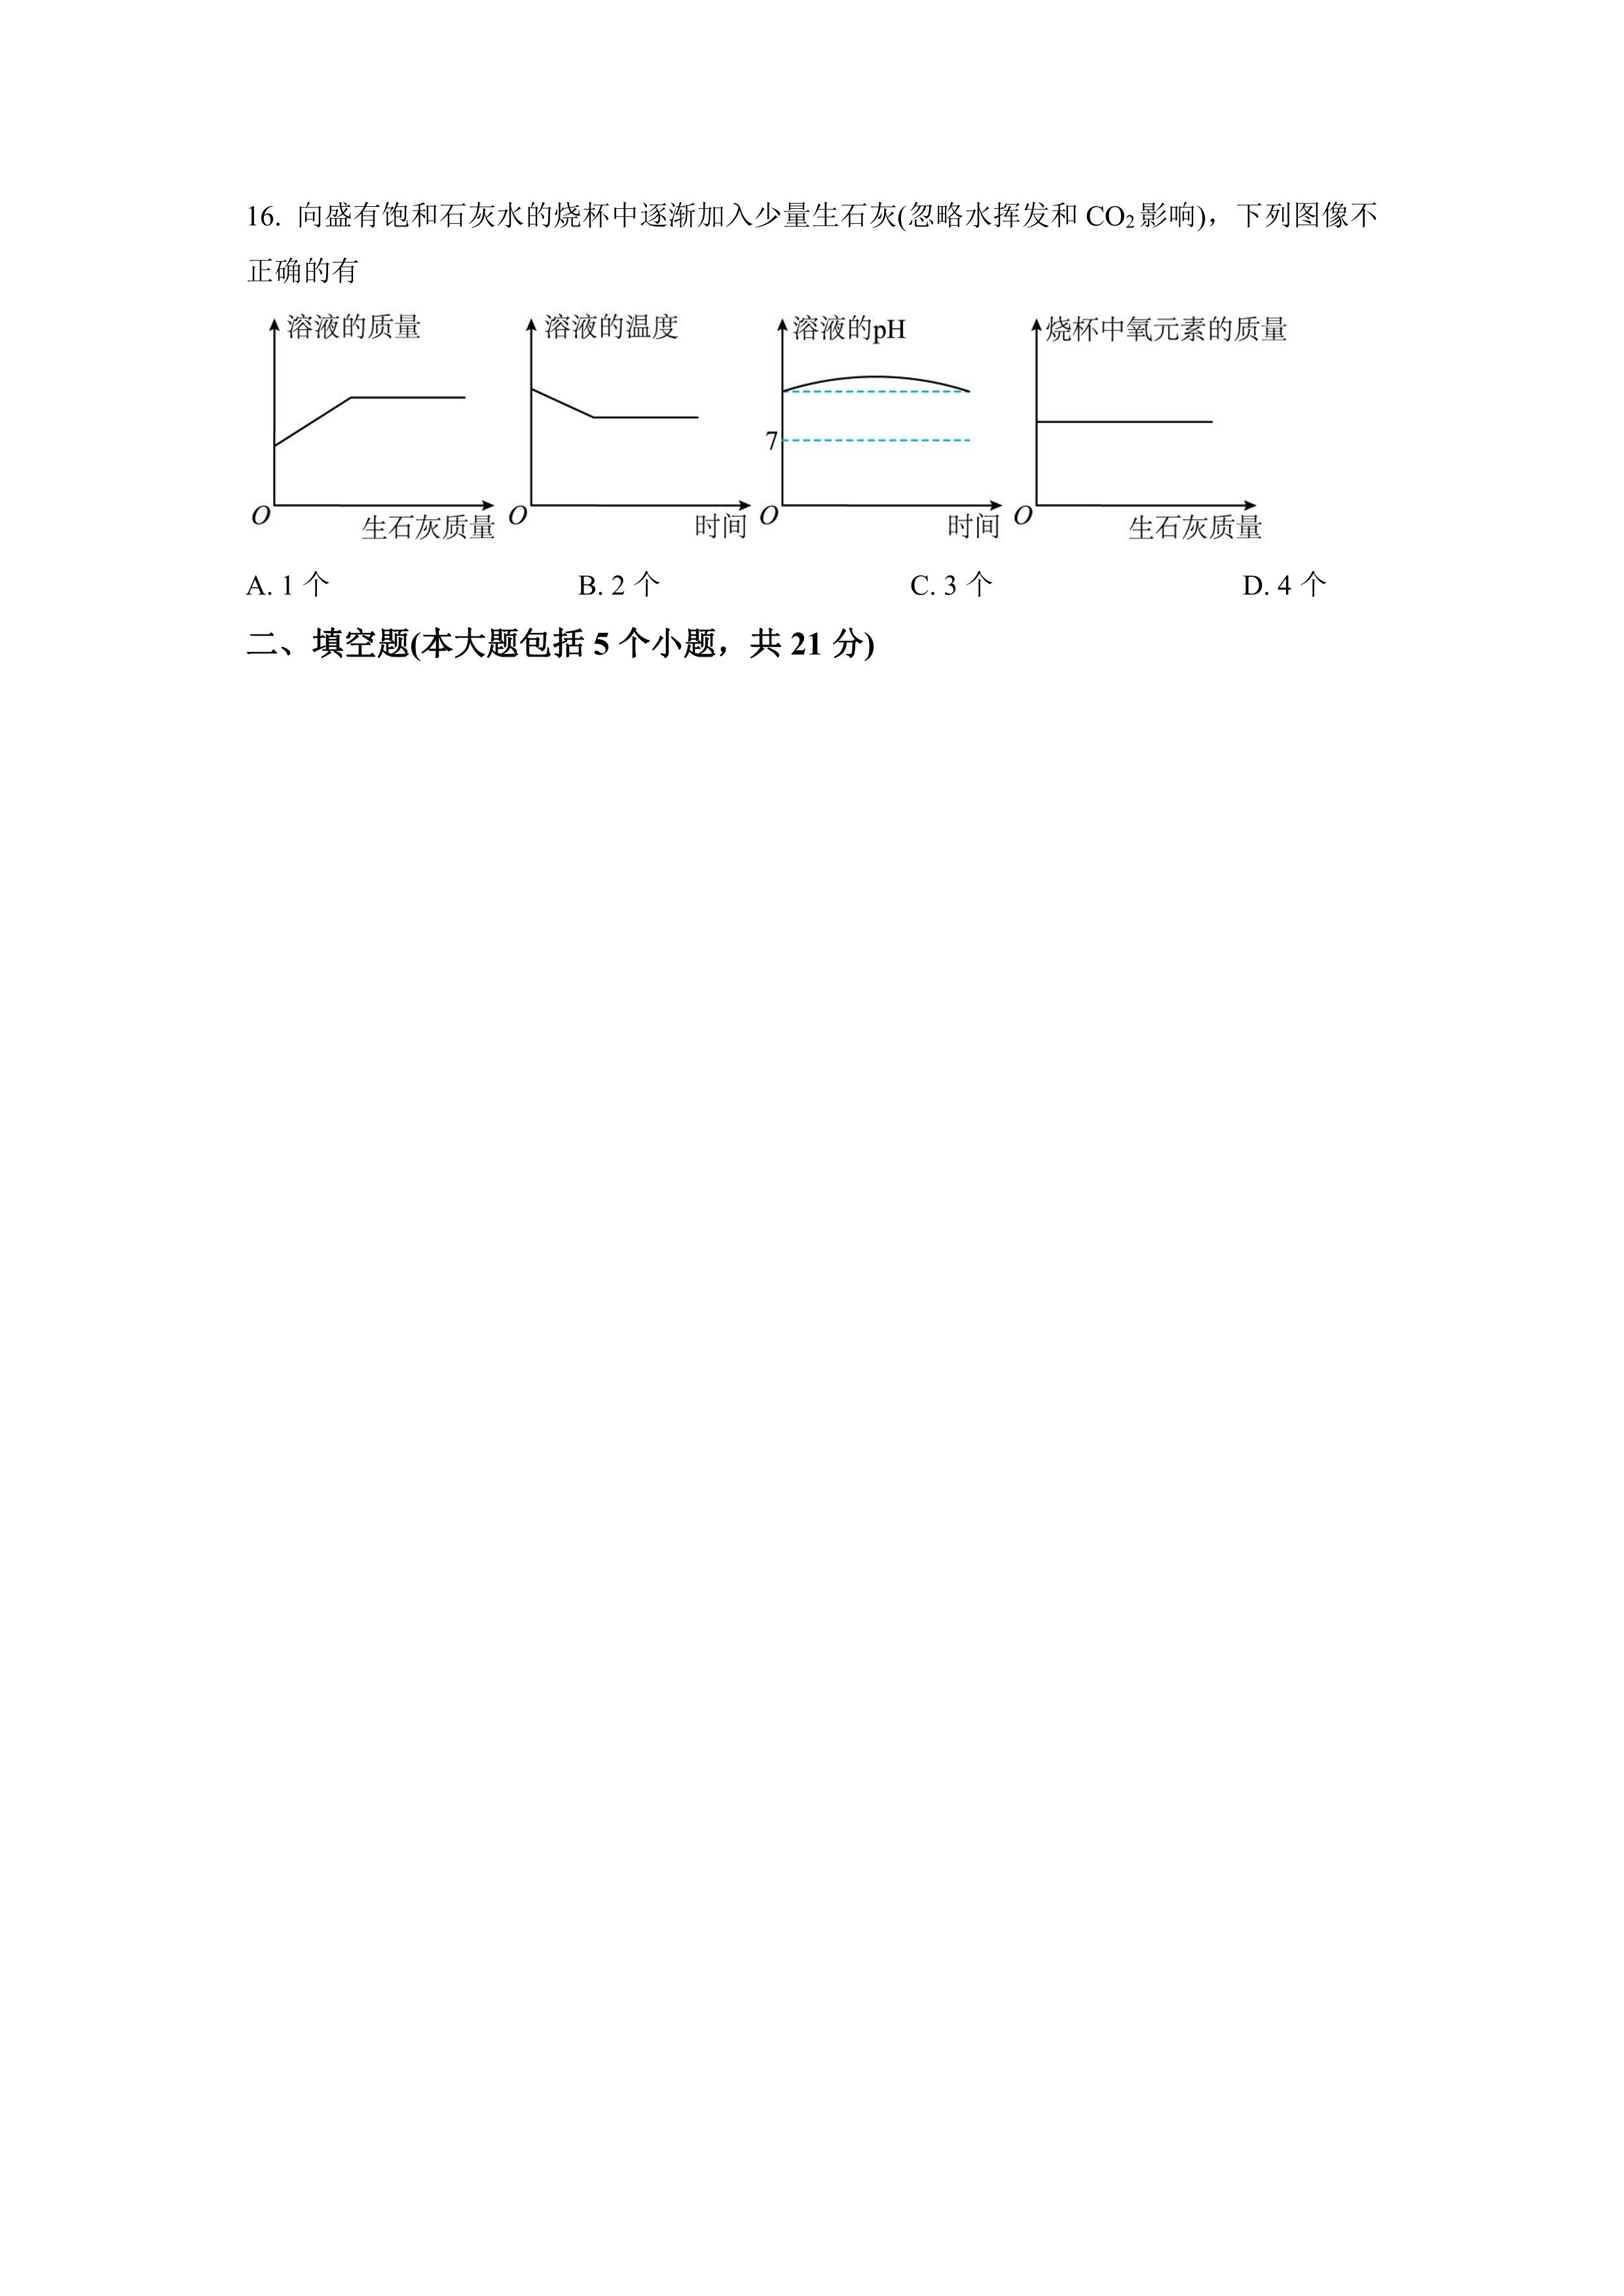 16. 向盛有饱和石灰水的烧杯中逐渐加入少量生石灰(忽略水挥发和 CO₂ 影响)，下列图像不
正确的有
溶液的质量 溶液的温度 溶液的pH 烧杯中氧元素的质量
7
O 生石灰质量 O 时间 O 时间 O 生石灰质量
A. 1 个 B. 2 个 C. 3 个 D. 4 个
二、填空题(本大题包括 5 个小题，共 21 分)